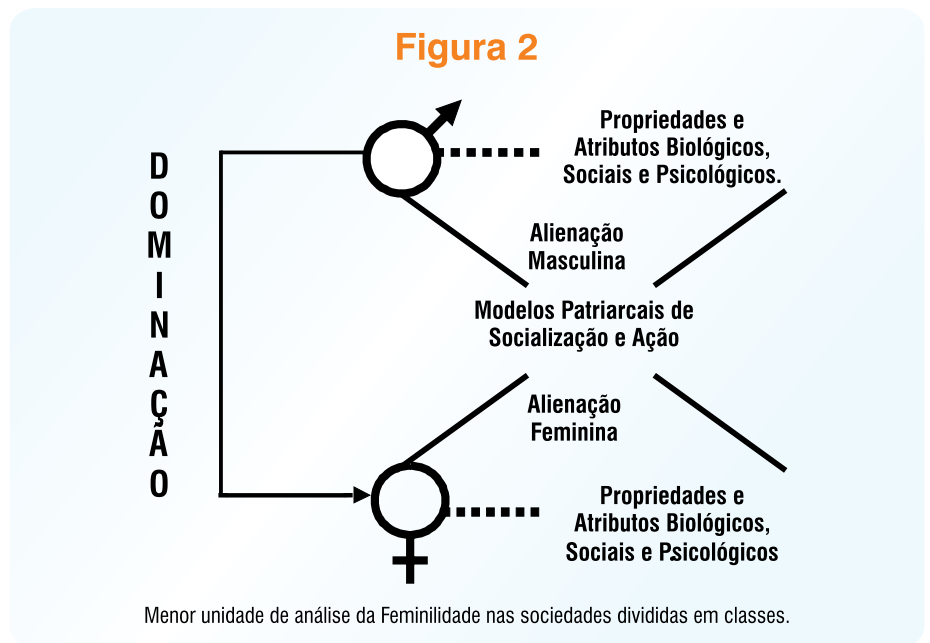 Figura 2
DOMINAÇÃO
Propriedades e
Atributos Biológicos,
Sociais e Psicológicos.
Alienação
Masculina
Modelos Patriarcais de
Socialização e Ação
Alienação
Feminina
Propriedades e
Atributos Biológicos,
Sociais e Psicológicos
Menor unidade de análise da Feminilidade nas sociedades divididas em classes.